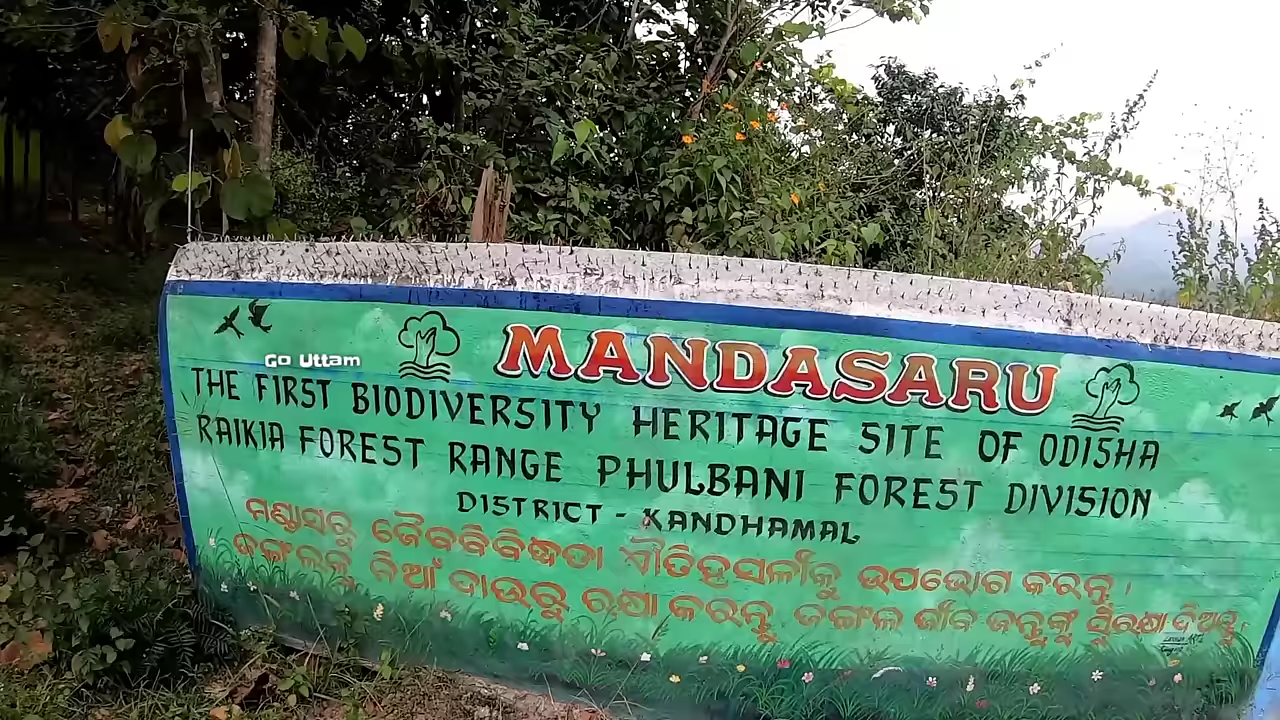 Go Uttam
MANDASARU
THE FIRST BIODIVERSITY HERITAGE SITE OF ODISHA
RAIKIA FOREST RANGE PHULBANI FOREST DIVISION
DISTRICT - KANDHAMAL
ମଣ୍ଡାସରୁ ଜୈବବିବିଧତା ଐତିହସ୍ଥଳୀକୁ ଉପଭୋଗ କରନ୍ତୁ ।
ଜଙ୍ଗଲକୁ ନିଆଁ ଦାଉରୁ ରକ୍ଷା କରନ୍ତୁ ଜଙ୍ଗଲ ଜୀବ ଜନ୍ତୁଙ୍କୁ ସୁରକ୍ଷା ଦିଅନ୍ତୁ